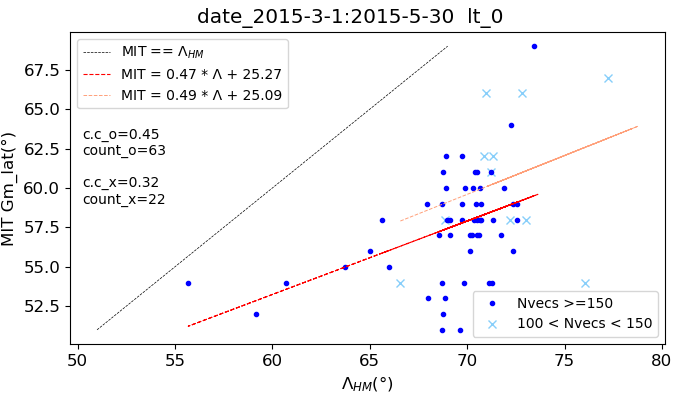 date_2015-3-1:2015-5-30  lt_0
MIT == Λ_HM
MIT = 0.47 * Λ + 25.27
MIT = 0.49 * Λ + 25.09
c.c_o=0.45
count_o=63
c.c_x=0.32
count_x=22
MIT Gm_lat(°)
67.5
65.0
62.5
60.0
57.5
55.0
52.5
Nvecs >=150
100 < Nvecs < 150
50 55 60 65 70 75 80
Λ_HM(°)